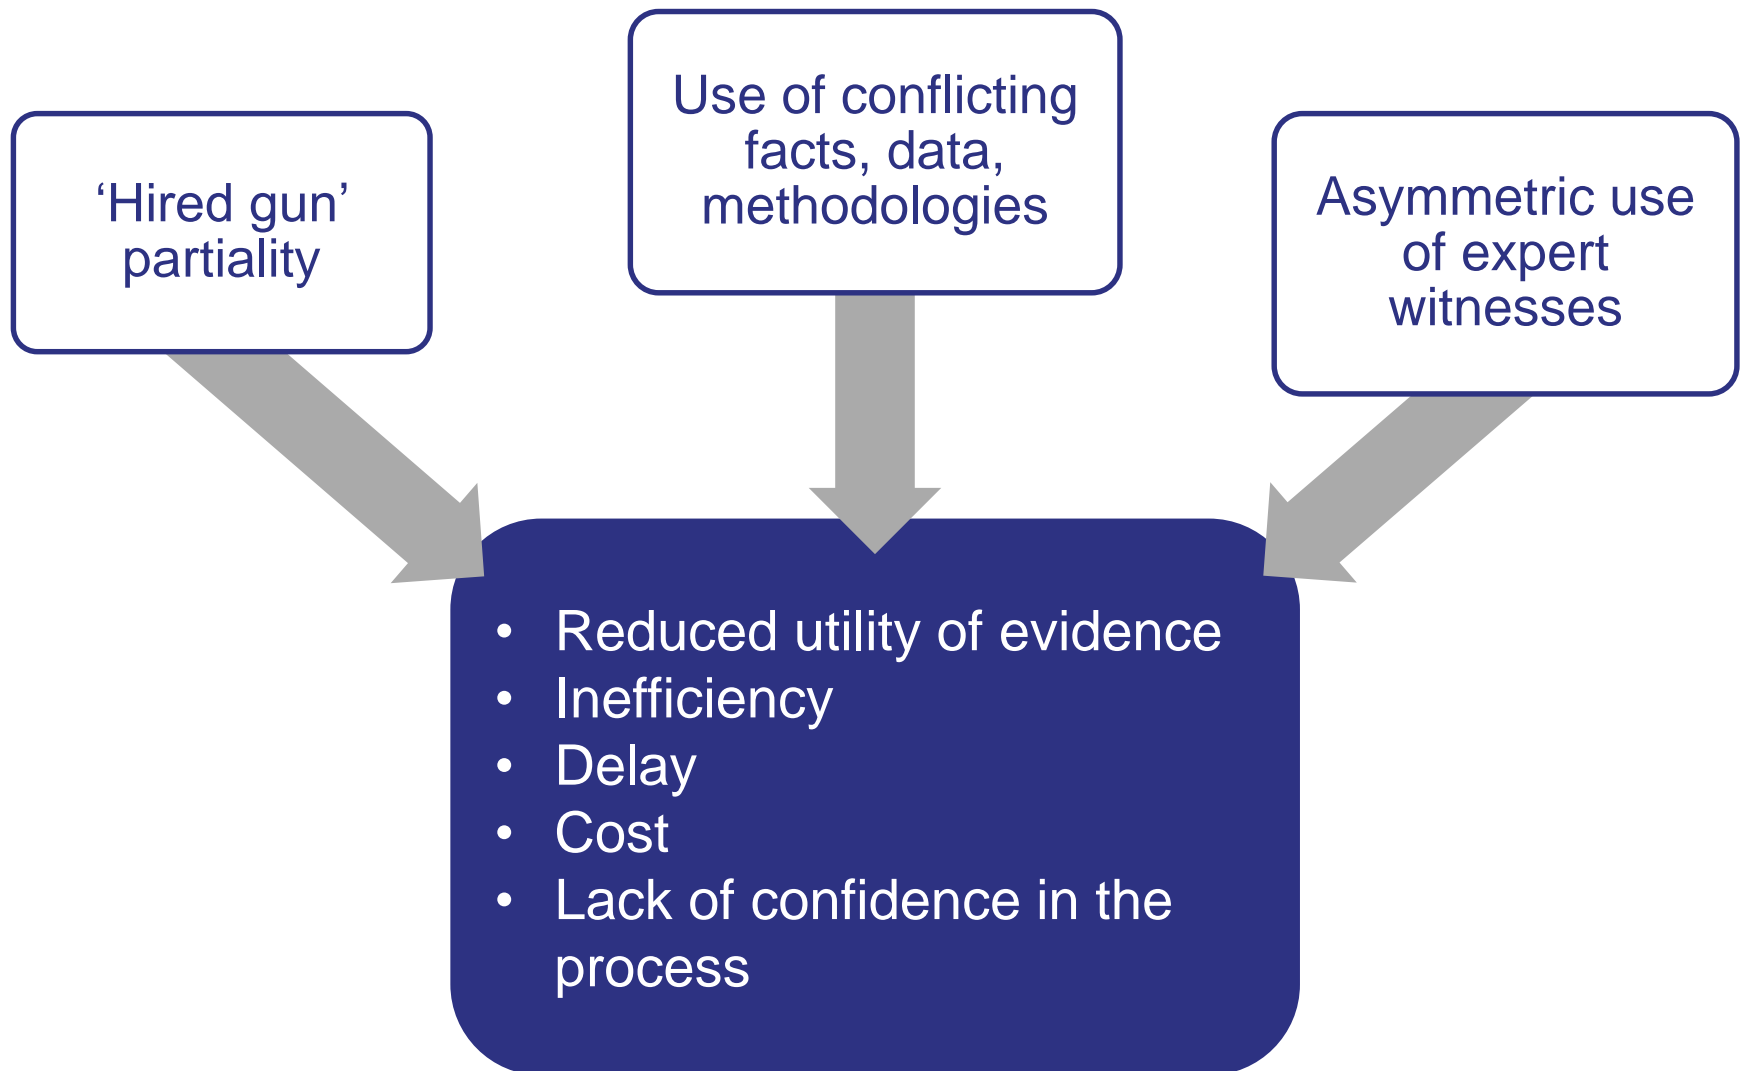 ‘Hired gun’
partiality
Use of conflicting
facts, data,
methodologies
Asymmetric use
of expert
witnesses
• Reduced utility of evidence
• Inefficiency
• Delay
• Cost
• Lack of confidence in the
process